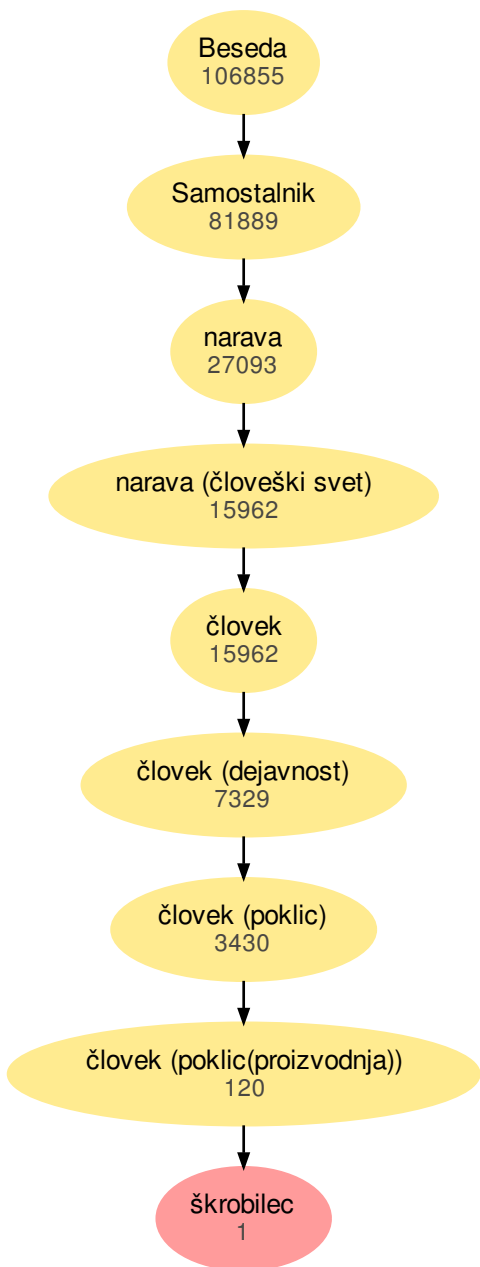 Beseda
106855
Samostalnik
81889
narava
27093
narava (človeški svet)
15962
človek
15962
človek (dejavnost)
7329
človek (poklic)
3430
človek (poklic(proizvodnja))
120
škrobilec
1